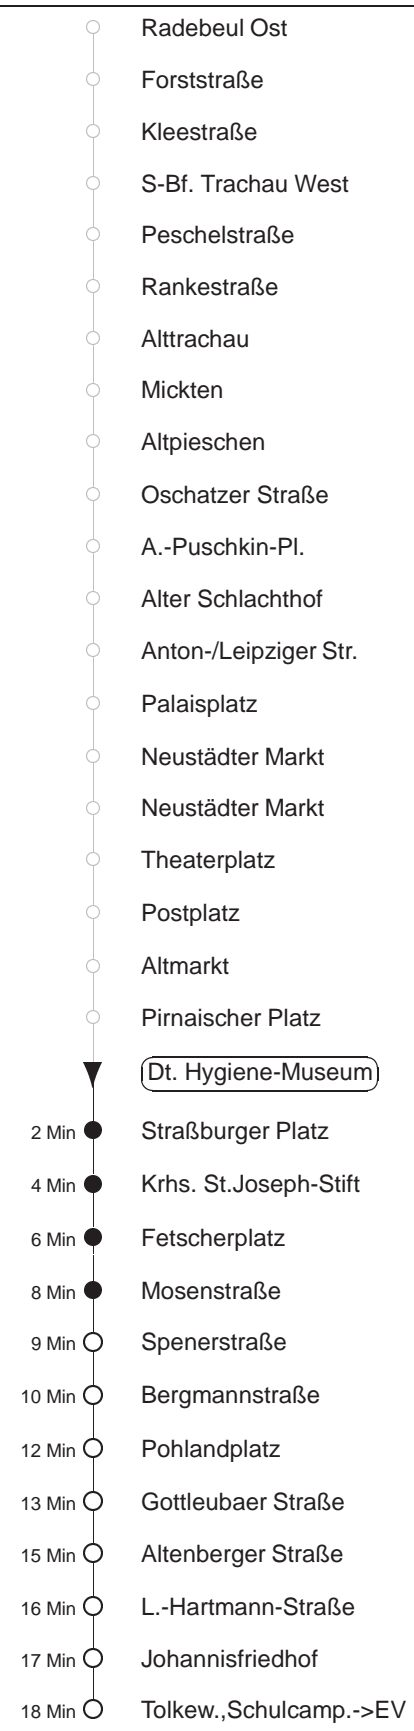 Radebeul Ost
Forststraße
Kleestraße
S-Bf. Trachau West
Peschelstraße
Rankestraße
Alttrachau
Mickten
Altpieschen
Oschatzer Straße
A.-Puschkin-Pl.
Alter Schlachthof
Anton-/Leipziger Str.
Palaisplatz
Neustädter Markt
Neustädter Markt
Theaterplatz
Postplatz
Altmarkt
Pirnaischer Platz
Dt. Hygiene-Museum
2 Min Straßburger Platz
4 Min Krhs. St.Joseph-Stift
6 Min Fetscherplatz
8 Min Mosenstraße
9 Min Spenerstraße
10 Min Bergmannstraße
12 Min Pohlandplatz
13 Min Gottleubaer Straße
15 Min Altenberger Straße
16 Min L.-Hartmann-Straße
17 Min Johannisfriedhof
18 Min Tolkew.,Schulcamp.->EV